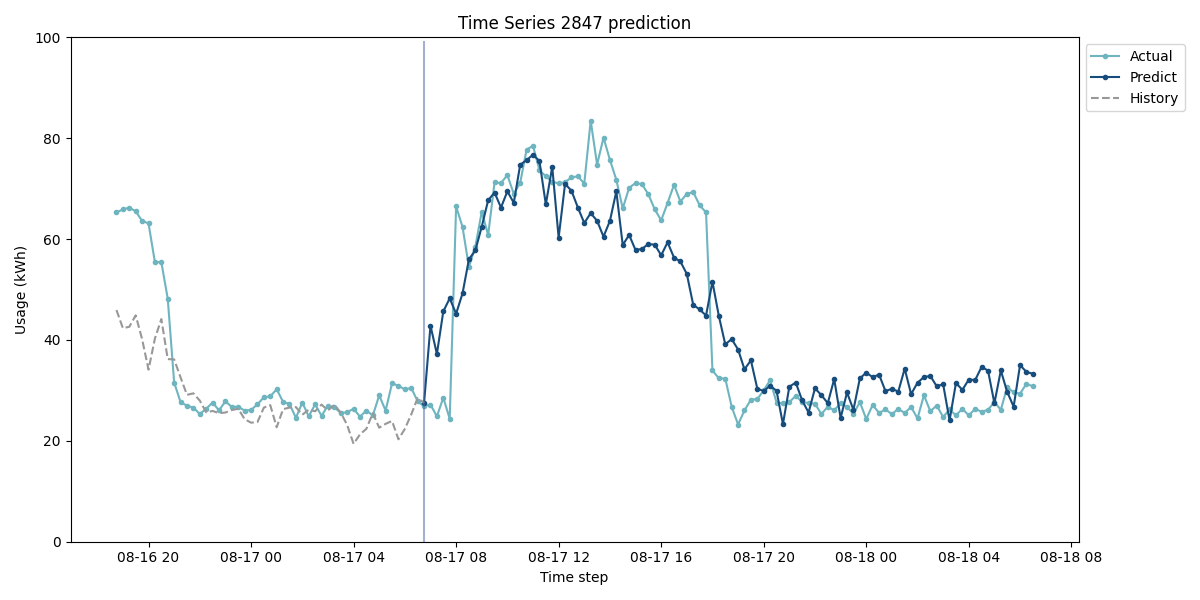 Time Series 2847 prediction
Usage (kWh)
100
80
60
40
20
0
08-16 20
08-17 00
08-17 04
08-17 08
08-17 12
08-17 16
08-17 20
08-18 00
08-18 04
08-18 08
Time step
Actual
Predict
History